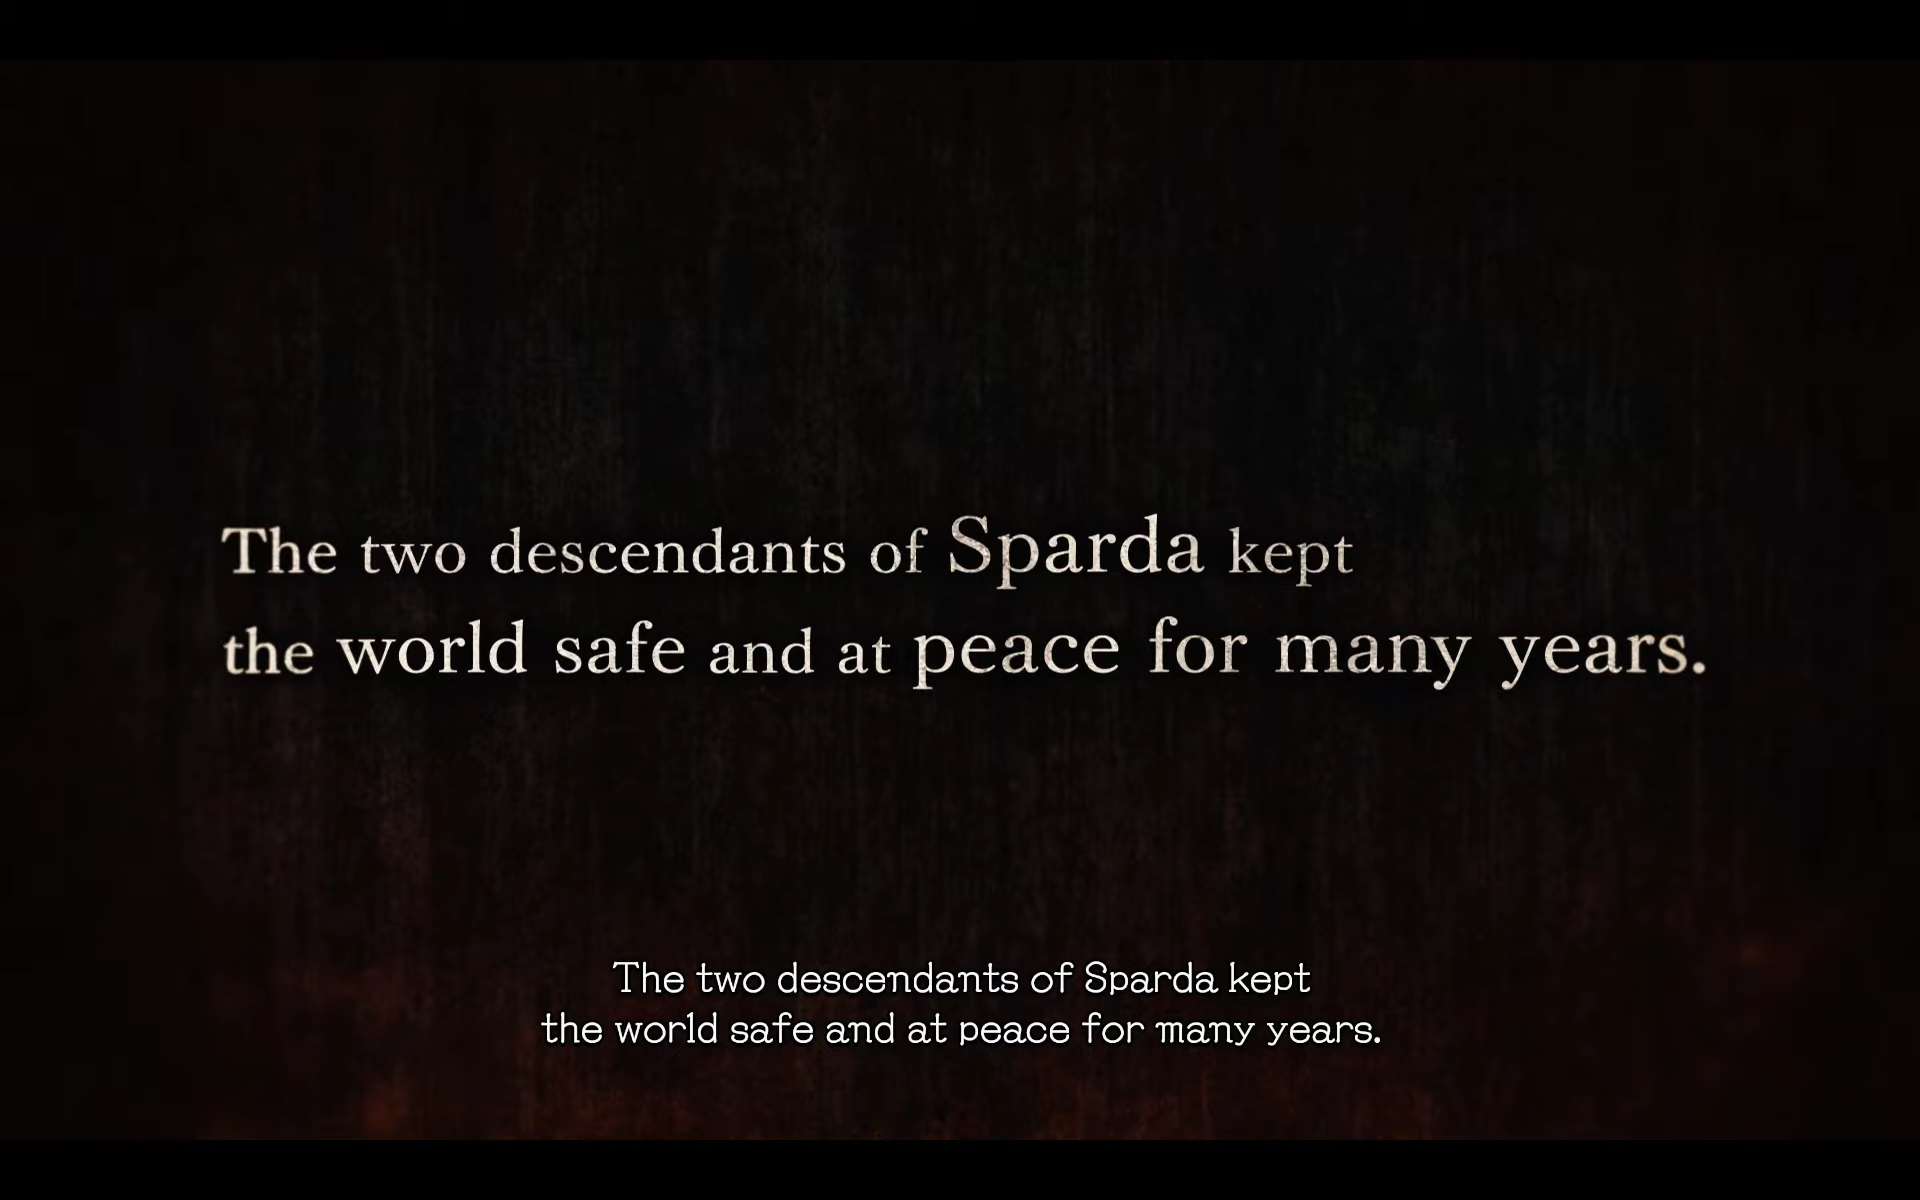 The two descendants of Sparda kept
the world safe and at peace for many years.
The two descendants of Sparda kept
the world safe and at peace for many years.